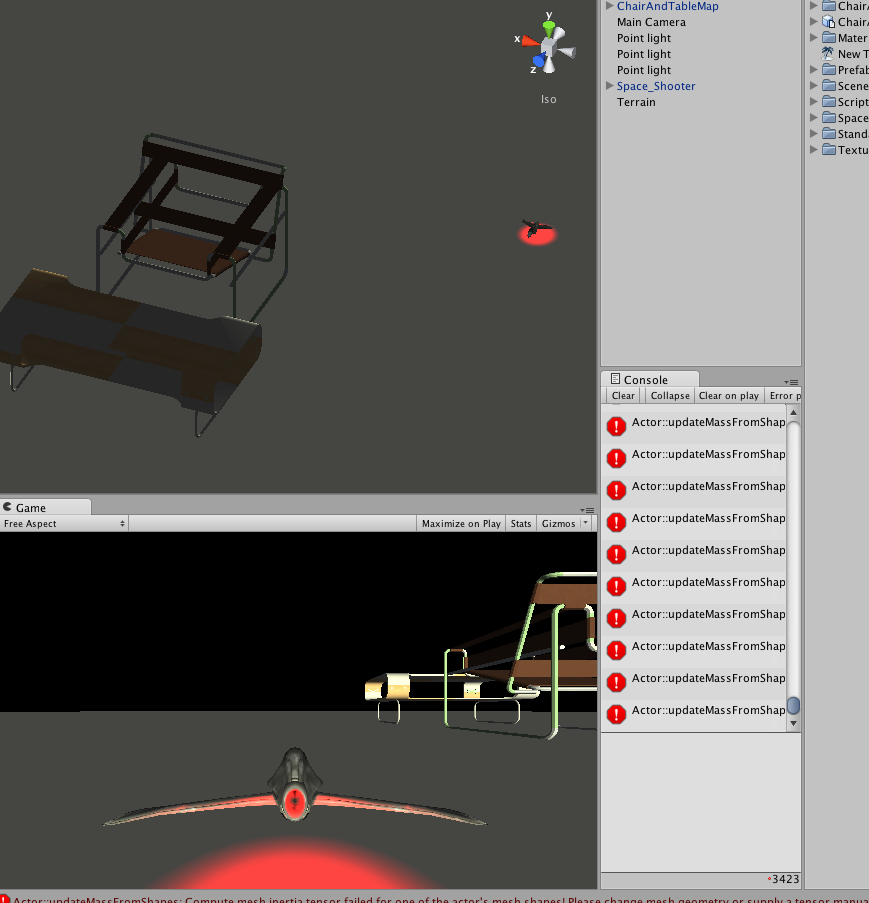 y
x
z
Iso
ChairAndTableMap
Main Camera
Point light
Point light
Point light
Space_Shooter
Terrain
Chair
Chair
Mater
New T
Prefab
Scene
Script
Space
Stand
Textu
Console
Clear Collapse Clear on play Error p
Actor::updateMassFromShap
Actor::updateMassFromShap
Actor::updateMassFromShap
Actor::updateMassFromShap
Actor::updateMassFromShap
Actor::updateMassFromShap
Actor::updateMassFromShap
Actor::updateMassFromShap
Actor::updateMassFromShap
Actor::updateMassFromShap
3423
Game
Free Aspect Maximize on Play Stats Gizmos
Actor::updateMassFromShapes: Compute mesh inertia tensor failed for one of the actor's mesh shapes! Please change mesh geometry or supply a tensor manua